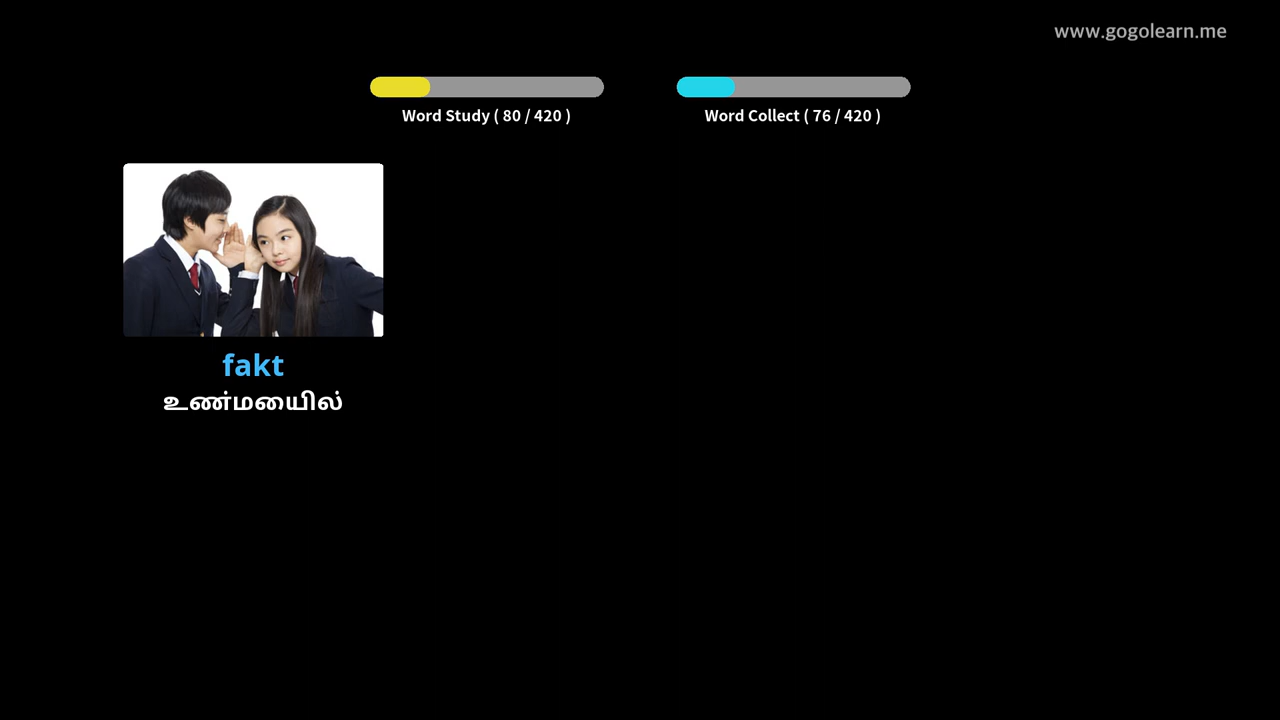 www.gogolearn.me
Word Study ( 80 / 420 )
Word Collect ( 76 / 420 )
fakt
உண்மையில்